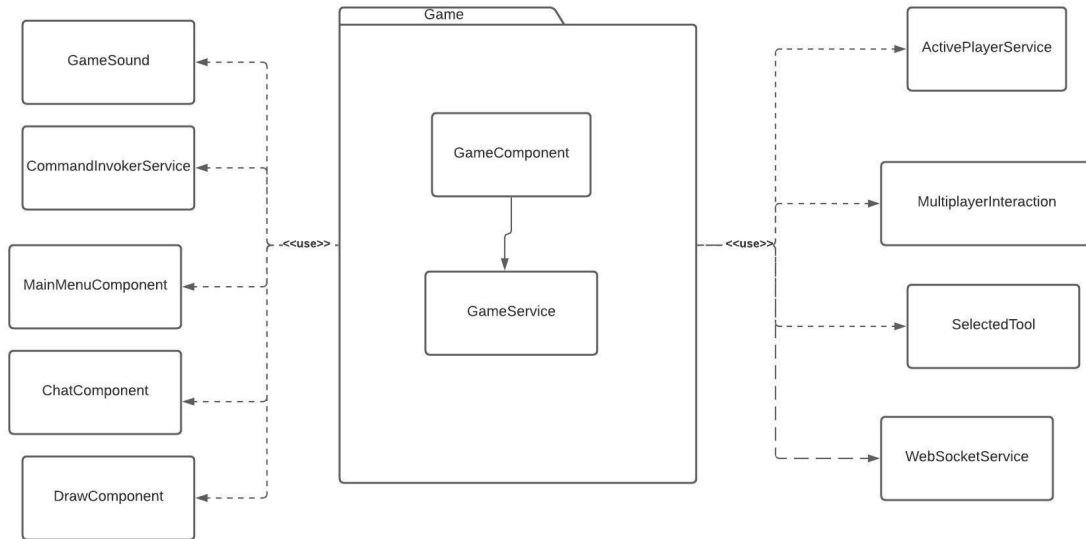 Game
GameSound
CommandInvokerService
MainMenuComponent
ChatComponent
DrawComponent
<<use>>
GameComponent
GameService
<<use>>
ActivePlayerService
MultiplayerInteraction
SelectedTool
WebSocketService